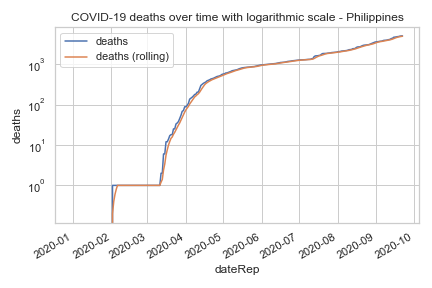 COVID-19 deaths over time with logarithmic scale - Philippines
deaths
deaths (rolling)
10³
10²
10¹
10⁰
deaths
2020-01 2020-02 2020-03 2020-04 2020-05 2020-06 2020-07 2020-08 2020-09 2020-10
dateRep